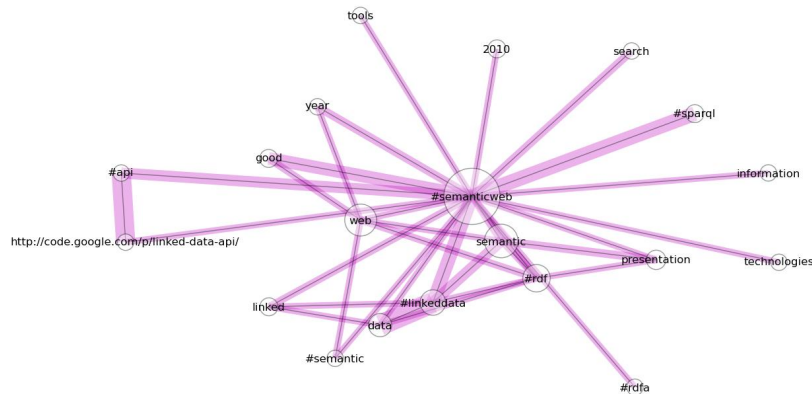 tools
2010
search
year
#sparql
good
#api
information
#semanticweb
web
http://code.google.com/p/linked-data-api/
semantic
presentation
technologies
#rdf
#linkeddata
linked
data
#semantic
#rdfa